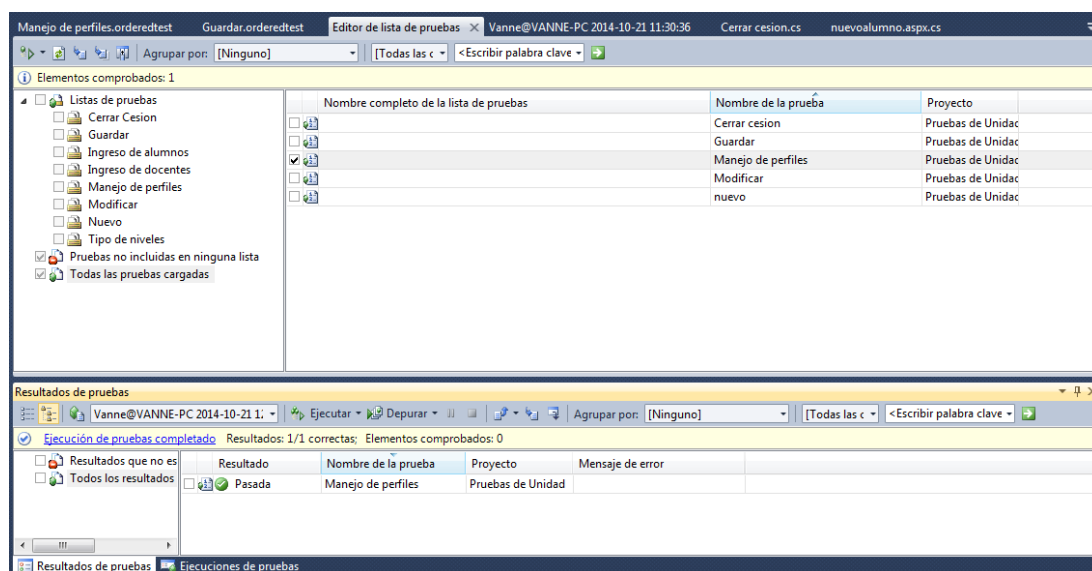 Manejo de perfiles.orderedtest Guardar.orderedtest Editor de lista de pruebas Vanne@VANNE-PC 2014-10-21 11:30:36 Cerrar cesion.cs nuevoalumno.aspx.cs
Agrupar por: [Ninguno] [Todas las c <Escribir palabra clave
Elementos comprobados: 1
Listas de pruebas
Cerrar Cesion
Guardar
Ingreso de alumnos
Ingreso de docentes
Manejo de perfiles
Modificar
Nuevo
Tipo de niveles
Pruebas no incluidas en ninguna lista
Todas las pruebas cargadas
Nombre completo de la lista de pruebas Nombre de la prueba Proyecto
Cerrar cesion Pruebas de Unidad
Guardar Pruebas de Unidad
Manejo de perfiles Pruebas de Unidad
Modificar Pruebas de Unidad
nuevo Pruebas de Unidad
Resultados de pruebas
Vanne@VANNE-PC 2014-10-21 1 Ejecutar Depurar Agrupar por: [Ninguno] [Todas las c <Escribir palabra clave
Ejecución de pruebas completado Resultados: 1/1 correctas; Elementos comprobados: 0
Resultados que no es
Todos los resultados
Resultado Nombre de la prueba Proyecto Mensaje de error
Pasada Manejo de perfiles Pruebas de Unidad
Resultados de pruebas Ejecuciones de pruebas